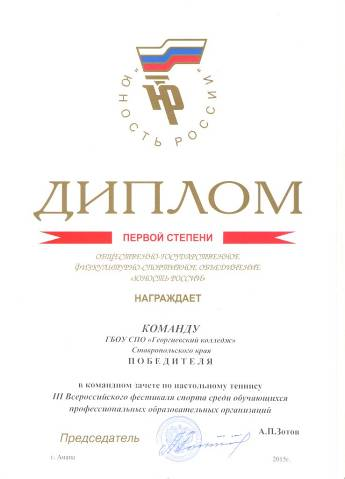 „ЮНОСТЬ РОССИИ"
ЮР
ДИПЛОМ
ПЕРВОЙ СТЕПЕНИ
ОБЩЕСТВЕННО-ГОСУДАРСТВЕННОЕ
ФИЗКУЛЬТУРНО-СПОРТИВНОЕ ОБЪЕДИНЕНИЕ
«ЮНОСТЬ РОССИИ»
НАГРАЖДАЕТ
КОМАНДУ
ГБОУ СПО «Георгиевский колледж»
Ставропольского края
ПОБЕДИТЕЛЯ
в командном зачете по настольному теннису
III Всероссийского фестиваля спорта среди обучающихся
профессиональных образовательных организаций
Председатель
А.П.Зотов
г. Анапа
2015г.